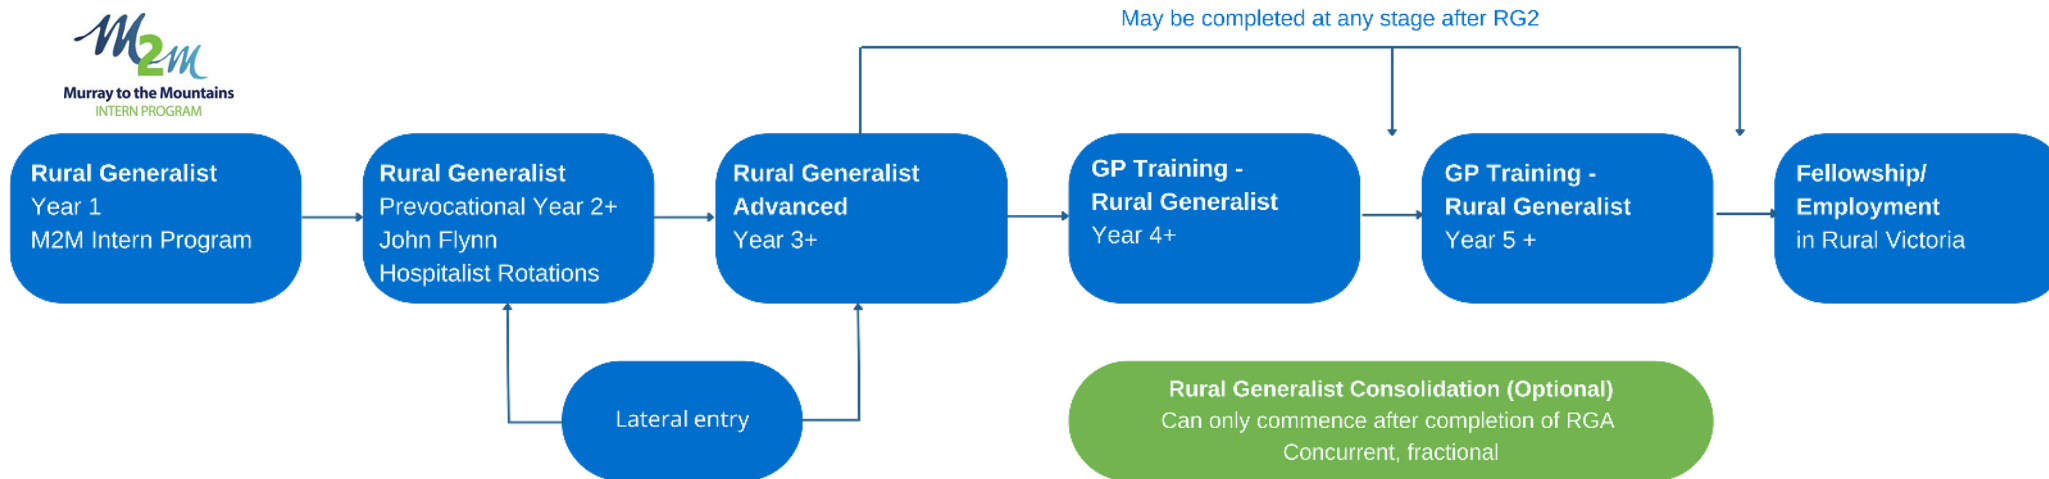 M2M
Murray to the Mountains
INTERN PROGRAM
May be completed at any stage after RG2
Rural Generalist
Year 1
M2M Intern Program
Rural Generalist
Prevocational Year 2+
John Flynn
Hospitalist Rotations
Rural Generalist
Advanced
Year 3+
GP Training -
Rural Generalist
Year 4+
GP Training -
Rural Generalist
Year 5 +
Fellowship/
Employment
in Rural Victoria
Lateral entry
Rural Generalist Consolidation (Optional)
Can only commence after completion of RGA
Concurrent, fractional